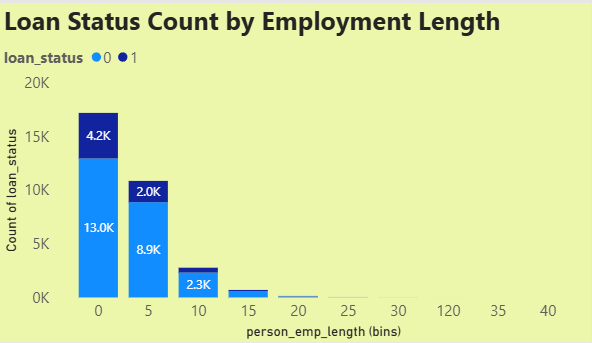 Loan Status Count by Employment Length
loan_status 0 1
20K
15K
10K
5K
0K
Count of loan_status
4.2K
13.0K
2.0K
8.9K
2.3K
0 5 10 15 20 25 30 120 35 40
person_emp_length (bins)